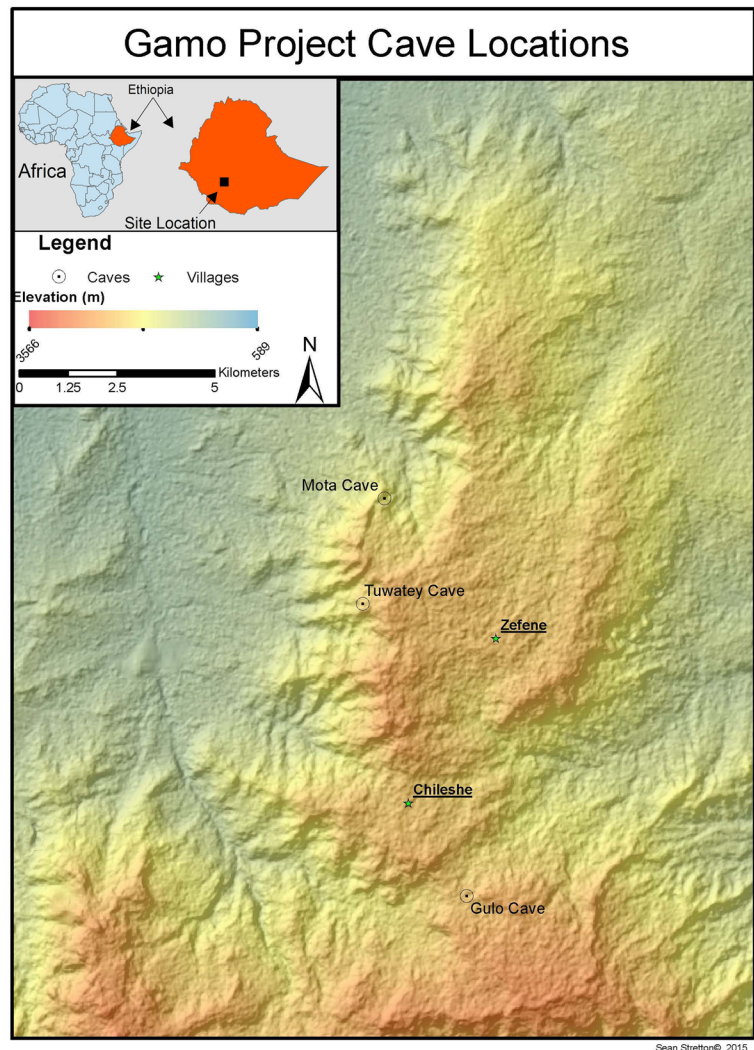 Gamo Project Cave Locations
Ethiopia
Africa
Site Location
Legend
Caves
Villages
Elevation (m)
3566
589
N
Kilometers
0 1.25 2.5 5
Mota Cave
Tuwatey Cave
Zefene
Chileshe
Gulo Cave
Sean Stretton© 2015